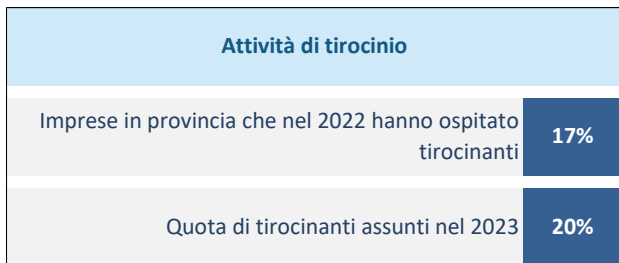 Attività di tirocinio
Imprese in provincia che nel 2022 hanno ospitato
tirocinanti
17%
Quota di tirocinanti assunti nel 2023
20%